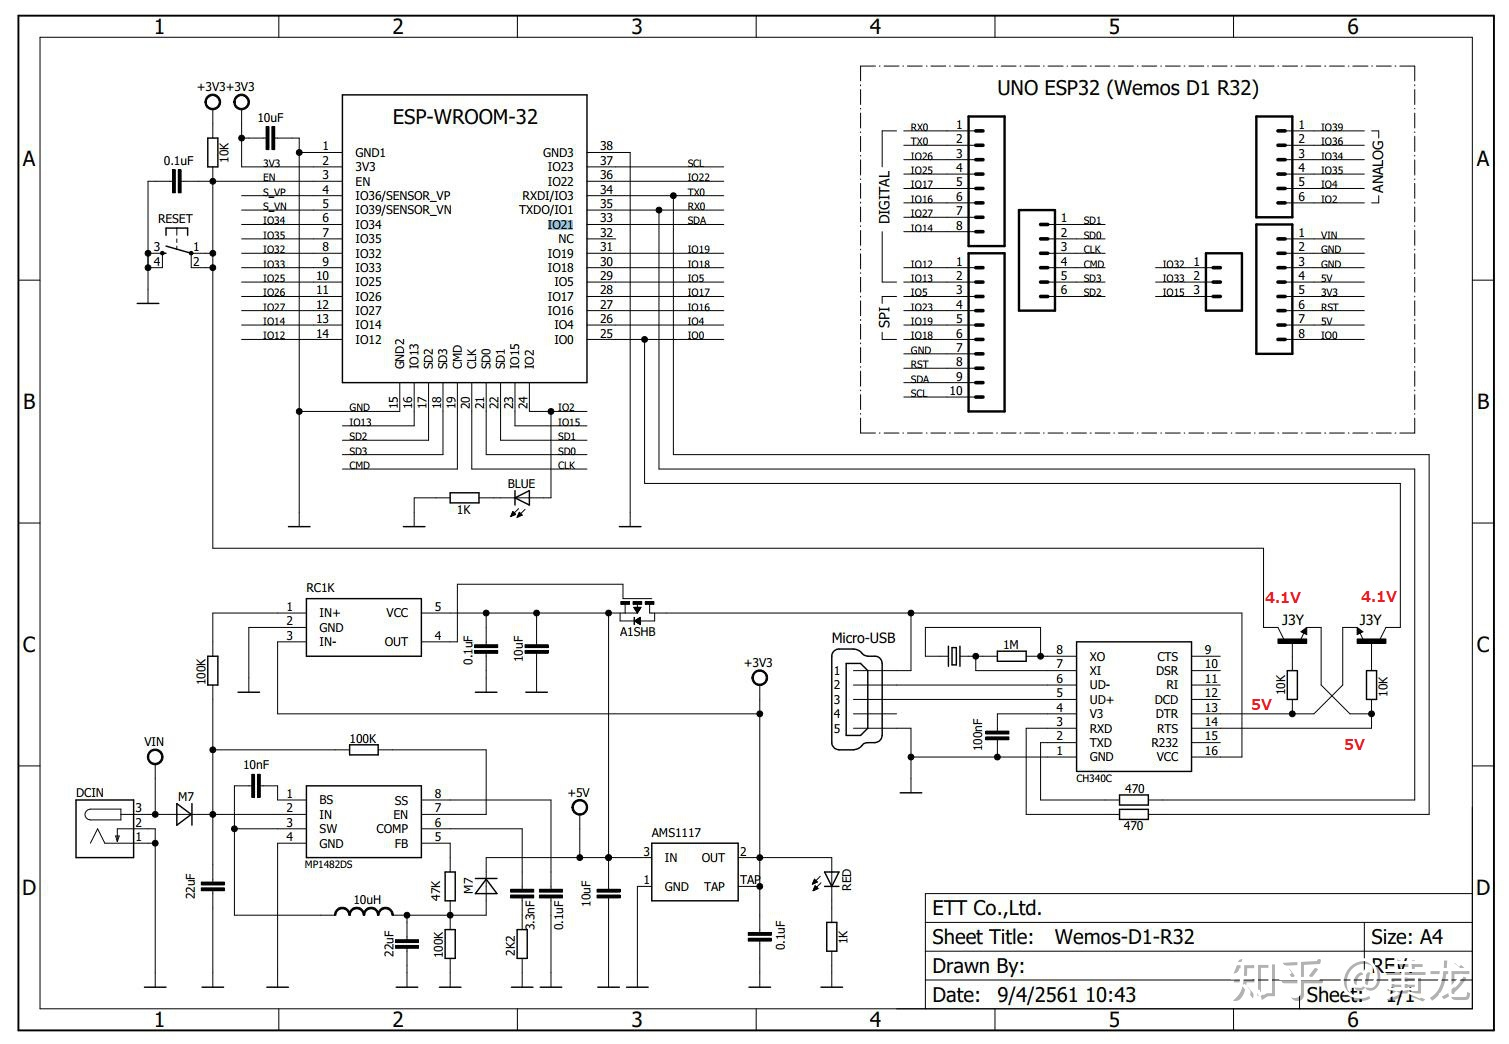 1 2 3 4 5 6
A
B
C
D
A
B
C
D
+3V3 +3V3
10uF
10K
0.1uF
RESET
3 1
4 2
ESP-WROOM-32
1 GND1
3V3 2 3V3
EN 3 EN
S_VP 4 IO36/SENSOR_VP
S_VN 5 IO39/SENSOR_VN
IO34 6 IO34
IO35 7 IO35
IO32 8 IO32
IO33 9 IO33
IO25 10 IO25
IO26 11 IO26
IO27 12 IO27
IO14 13 IO14
IO12 14 IO12
GND3 38
IO23 37 SCL
IO22 36 IO22
RXDI/IO3 34 TX0
TXDO/IO1 35 RX0
IO21 33 SDA
NC 32
IO19 31 IO19
IO18 30 IO18
IO5 29 IO5
IO17 28 IO17
IO16 27 IO16
IO4 26 IO4
IO0 25 IO0
GND2 IO13 SD2 SD3 CMD CLK SD0 SD1 IO15 IO2
15 16 17 18 19 20 21 22 23 24
GND IO2
IO13 IO15
SD2 SD1
SD3 SD0
CMD CLK
BLUE
1K
UNO ESP32 (Wemos D1 R32)
DIGITAL
RX0 1
TX0 2
IO26 3
IO25 4
IO17 5
IO16 6
IO27 7
IO14 8
IO12 1
IO13 2
SPI
IO5 3
IO23 4
IO19 5
IO18 6
GND 7
RST 8
SDA 9
SCL 10
1 SD1
2 SD0
3 CLK
4 CMD
5 SD3
6 SD2
IO32 1
IO33 2
IO15 3
1 IO39
2 IO36
3 IO34
4 IO35
5 IO4
6 IO2
ANALOG
1 VIN
2 GND
3 GND
4 5V
5 3V3
6 RST
7 5V
8 IO0
RC1K
1 IN+ VCC 5
2 GND
3 IN- OUT 4
100K
0.1uF
10uF
A1SHB
+3V3
Micro-USB
1
2
3
4
5
1M
100nF
8 XO CTS 9
7 XI DSR 10
6 UD- RI 11
5 UD+ DCD 12
4 V3 DTR 13
3 RXD RTS 14
2 TXD R232 15
1 GND VCC 16
CH340C
470
470
4.1V 4.1V
J3Y J3Y
10K 10K
5V
5V
VIN
DCIN
3
2
1
M7
100K
10nF
22uF
1 BS SS 8
2 IN EN 7
3 SW COMP 6
4 GND FB 5
MP1482DS
10uH
22uF
47K
100K
M7
3.3nF
2K2
0.1uF
10uF
+5V
AMS1117
3 IN OUT 2
1 GND TAP TAP
0.1uF
RED
1K
ETT Co.,Ltd.
Sheet Title: Wemos-D1-R32 Size: A4
Drawn By: REV.
Date: 9/4/2561 10:43 Sheet: 1/1
知乎 @黄龙
1 2 3 4 5 6